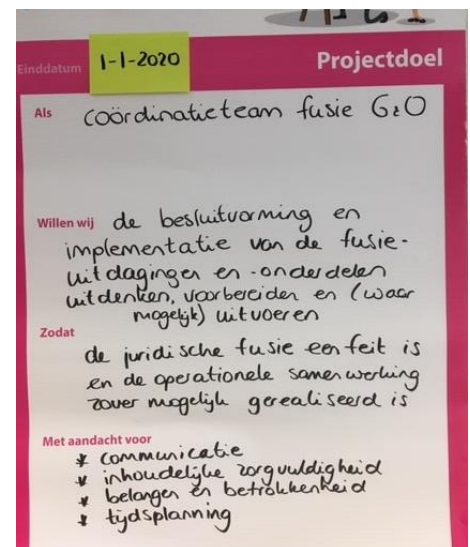 Einddatum 1-1-2020 Projectdoel
Als coördinatieteam fusie G&O
Willen wij de besluitvorming en
implementatie van de fusie-
uitdagingen en -onderdelen
uitdenken, voorbereiden en (waar
mogelijk) uitvoeren
Zodat
de juridische fusie een feit is
en de operationele samenwerking
zover mogelijk gerealiseerd is
Met aandacht voor
* communicatie
* inhoudelijke zorgvuldigheid
* belangen en betrokkenheid
* tijdsplanning